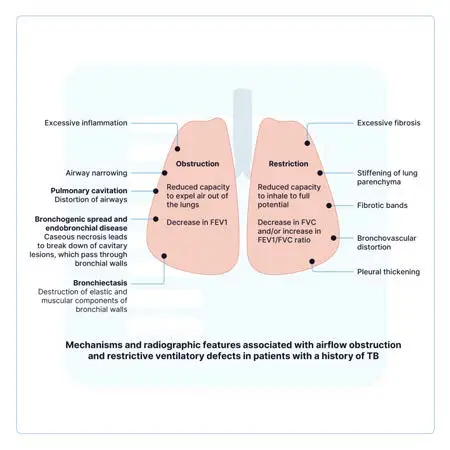 Excessive inflammation
Airway narrowing
Pulmonary cavitation
Distortion of airways
Bronchogenic spread and
endobronchial disease
Caseous necrosis leads
to break down of cavitary
lesions, which pass through
bronchial walls
Bronchiectasis
Destruction of elastic and
muscular components of
bronchial walls
Obstruction
Reduced capacity
to expel air out of
the lungs
Decrease in FEV1
Restriction
Reduced capacity
to inhale to full
potential
Decrease in FVC
and/or increase in
FEV1/FVC ratio
Excessive fibrosis
Stiffening of lung
parenchyma
Fibrotic bands
Bronchovascular
distortion
Pleural thickening
Mechanisms and radiographic features associated with airflow obstruction
and restrictive ventilatory defects in patients with a history of TB